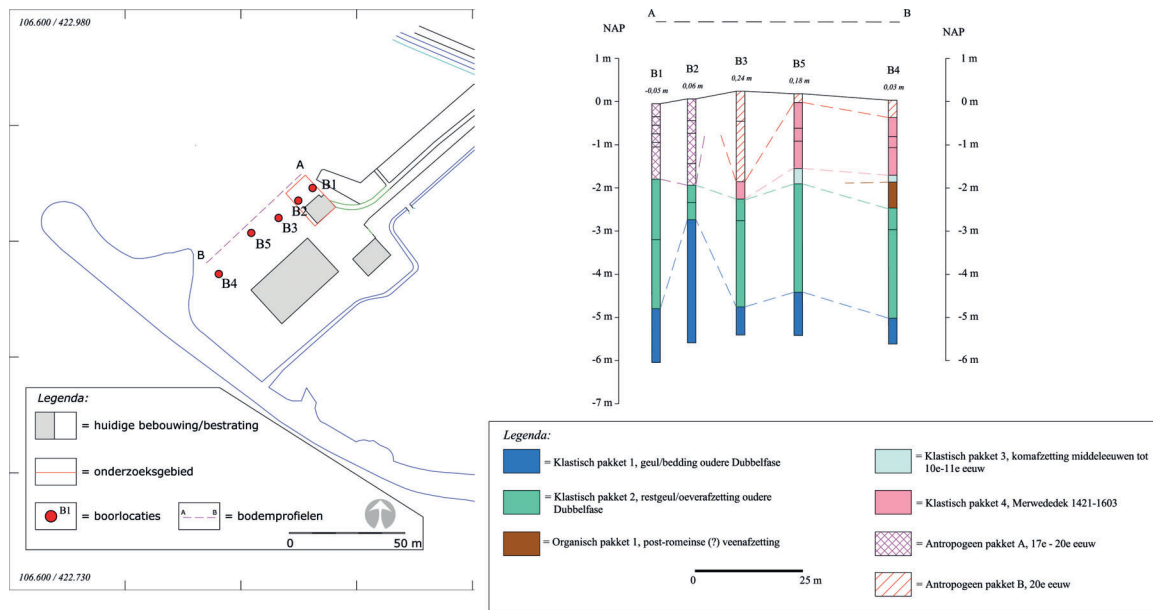 106.600 / 422.980
A
B1
B2
B3
B5
B
B4
Legenda:
= huidige bebouwing/bestrating
= onderzoeksgebied
B1
= boorlocaties
A B
= bodemprofielen
0 50 m
106.600 / 422.730
A B
NAP NAP
B1 B2 B3 B5 B4
-0,05 m 0,06 m 0,24 m 0,18 m 0,03 m
1 m 1 m
0 m 0 m
-1 m -1 m
-2 m -2 m
-3 m -3 m
-4 m -4 m
-5 m -5 m
-6 m -6 m
-7 m
Legenda:
= Klastisch pakket 1, geul/bedding oudere Dubbelfase
= Klastisch pakket 2, restgeul/oeverafzetting oudere
Dubbelfase
= Organisch pakket 1, post-romeinse (?) veenafzetting
0 25 m
= Klastisch pakket 3, komafzetting middeleeuwen tot
10e-11e eeuw
= Klastisch pakket 4, Merwededek 1421-1603
= Antropogeen pakket A, 17e - 20e eeuw
= Antropogeen pakket B, 20e eeuw